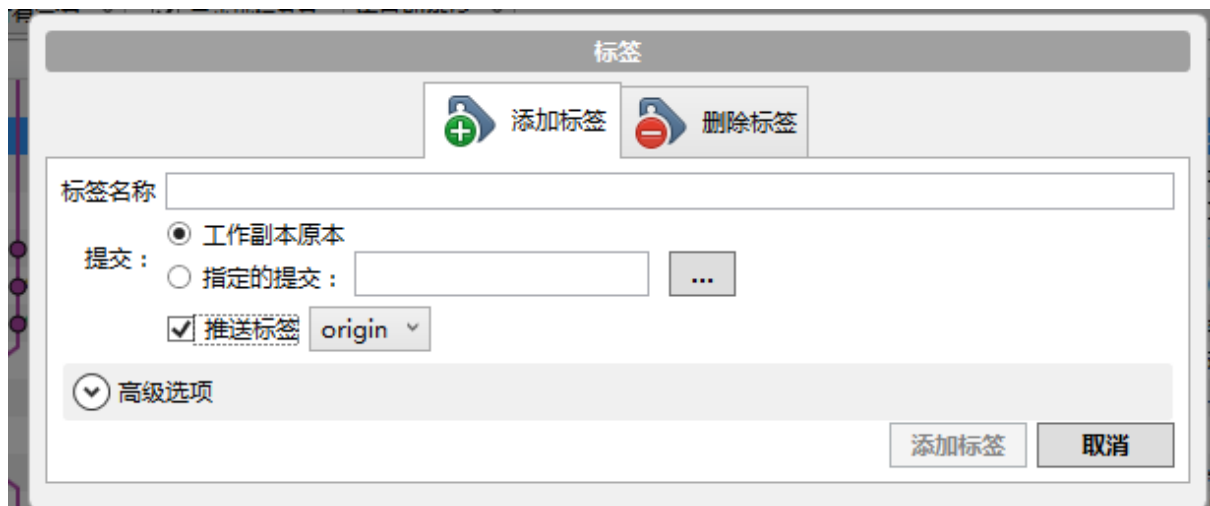 标签
添加标签
删除标签
标签名称
提交：
工作副本原本
指定的提交：
...
推送标签
origin
高级选项
添加标签
取消